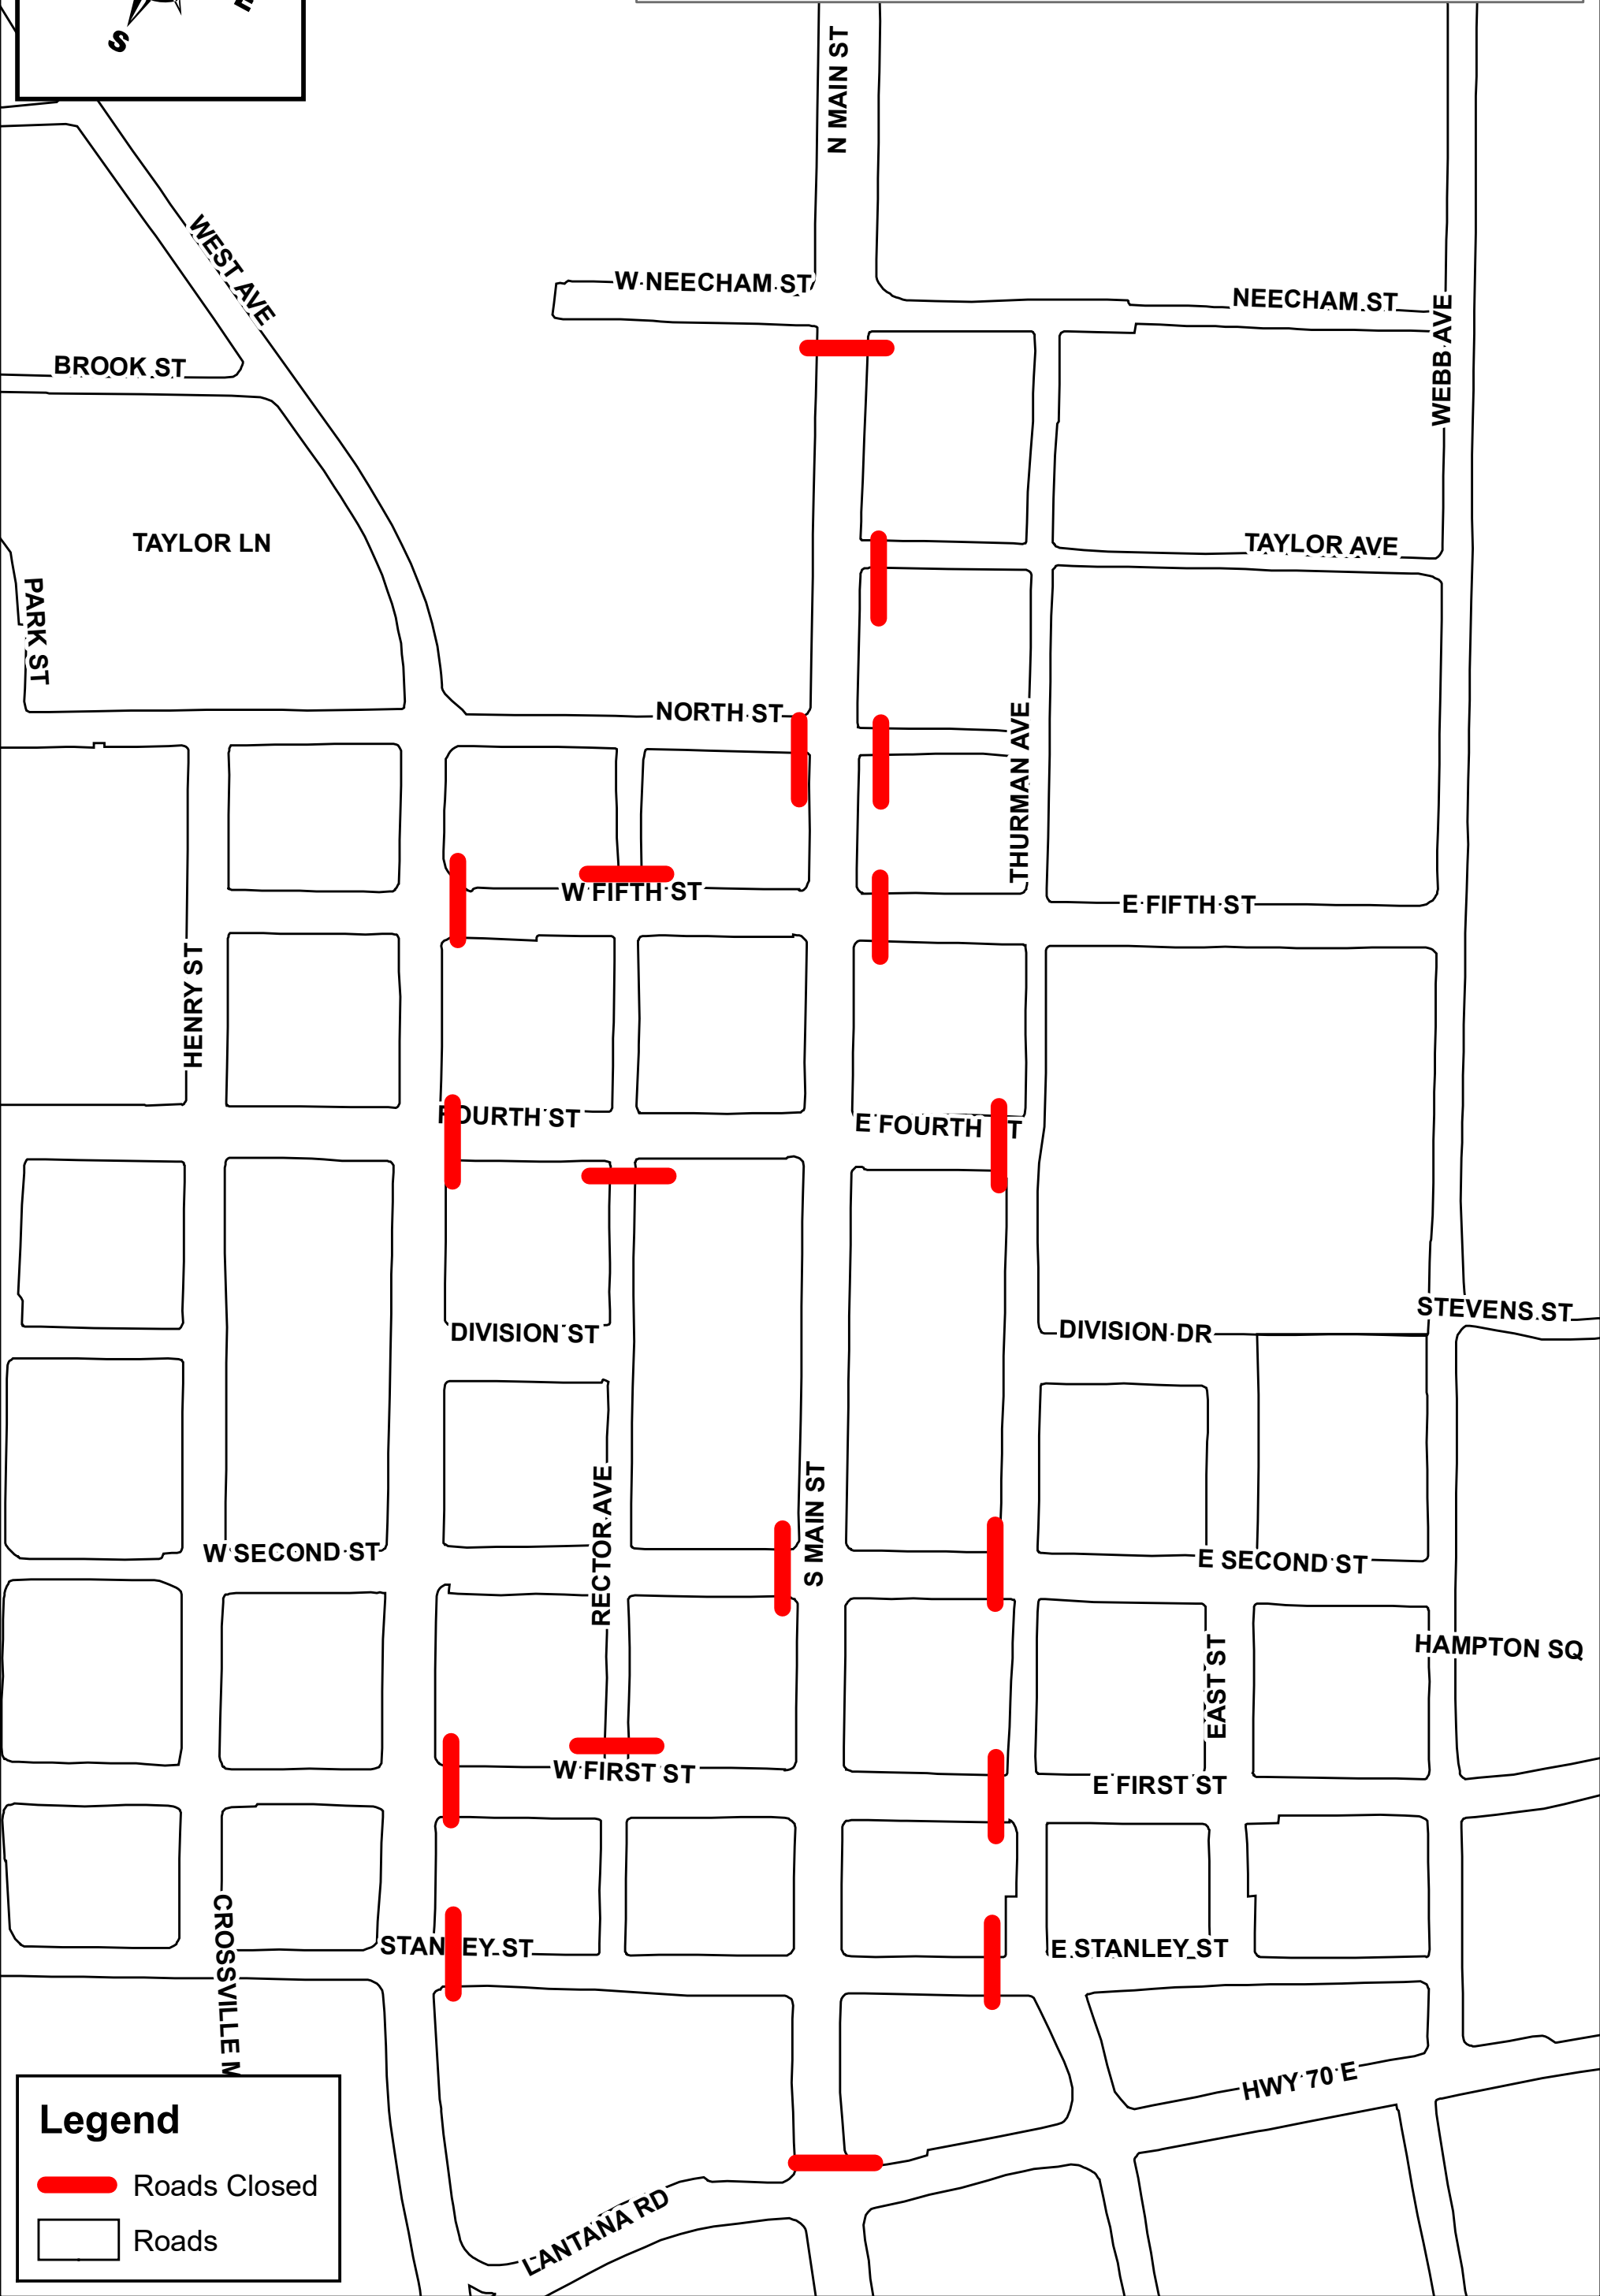 S
E
N MAIN ST
WEST AVE
W NEECHAM ST
NEECHAM ST
WEBB AVE
BROOK ST
TAYLOR LN
TAYLOR AVE
PARK ST
NORTH ST
THURMAN AVE
W FIFTH ST
E FIFTH ST
HENRY ST
FOURTH ST
E FOURTH ST
STEVENS ST
DIVISION ST
DIVISION DR
RECTOR AVE
S MAIN ST
W SECOND ST
E SECOND ST
EAST ST
HAMPTON SQ
W FIRST ST
E FIRST ST
CROSSVILLE M
STANLEY ST
E STANLEY ST
HWY 70 E
LANTANA RD
Legend
Roads Closed
Roads